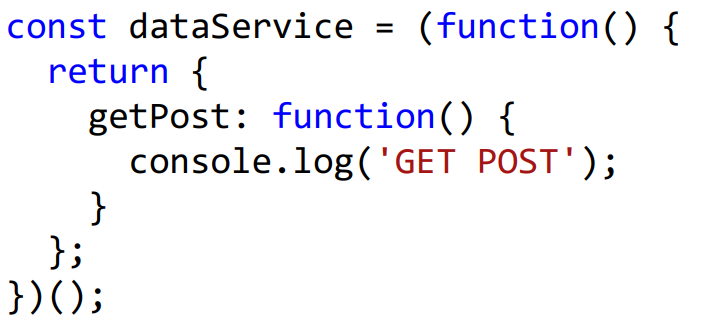 const dataService = (function() {
  return {
    getPost: function() {
      console.log('GET POST');
    }
  };
})();